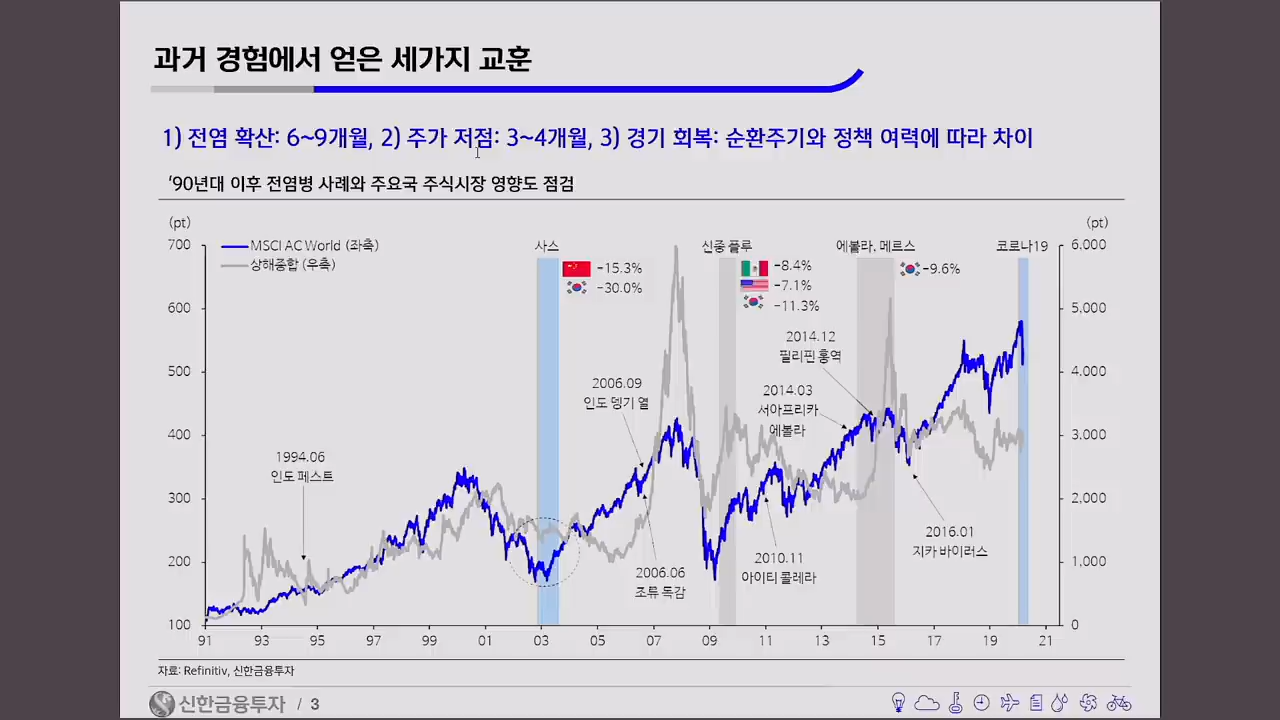 과거 경험에서 얻은 세가지 교훈
1) 전염 확산: 6~9개월, 2) 주가 저점: 3~4개월, 3) 경기 회복: 순환주기와 정책 여력에 따라 차이
'90년대 이후 전염병 사례와 주요국 주식시장 영향도 점검
(pt) (pt)
700 MSCI AC World (좌축) 사스 신종 플루 에볼라, 메르스 코로나19 6,000
상해종합 (우축)
-15.3% -8.4% -9.6%
-30.0% -7.1%
-11.3%
600 5,000
2014.12
필리핀 홍역
500 4,000
2006.09
인도 뎅기 열
2014.03
서아프리카
에볼라
400 3,000
1994.06
인도 페스트
300 2,000
2016.01
지카 바이러스
200 1,000
2010.11
아이티 콜레라
2006.06
조류 독감
100 0
91 93 95 97 99 01 03 05 07 09 11 13 15 17 19 21
자료: Refinitiv, 신한금융투자
신한금융투자 / 3